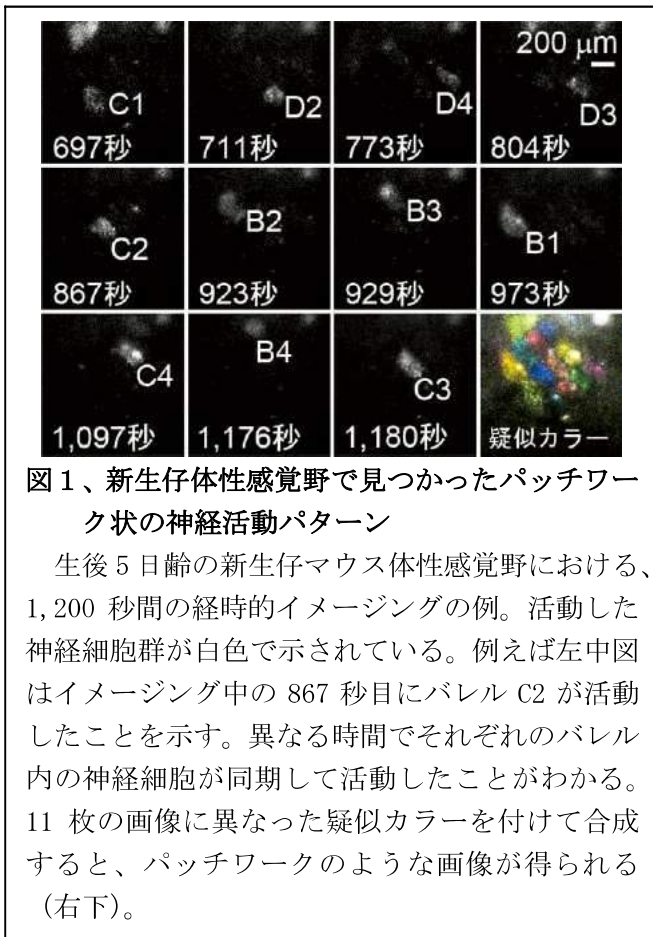 C1
697秒
D2
711秒
D4
773秒
200 μm
D3
804秒
C2
867秒
B2
923秒
B3
929秒
B1
973秒
C4
1,097秒
B4
1,176秒
C3
1,180秒
疑似カラー
図1、新生仔体性感覚野で見つかったパッチワー
ク状の神経活動パターン
生後5日齢の新生仔マウス体性感覚野における、
1,200 秒間の経時的イメージングの例。活動した
神経細胞群が白色で示されている。例えば左中図
はイメージング中の 867 秒目にバレル C2 が活動
したことを示す。異なる時間でそれぞれのバレル
内の神経細胞が同期して活動したことがわかる。
11 枚の画像に異なった疑似カラーを付けて合成
すると、パッチワークのような画像が得られる
(右下)。